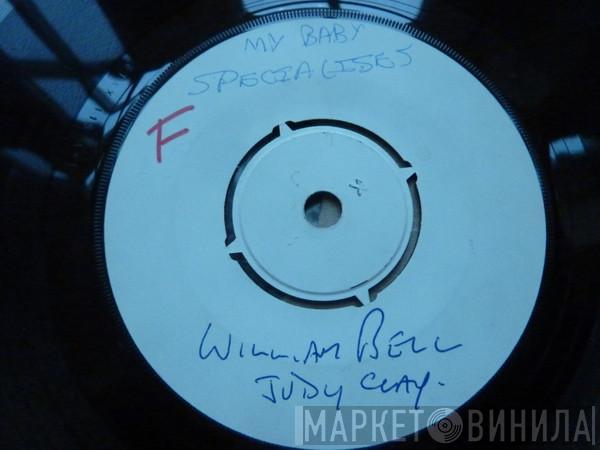 MY BABY
SPECIALISES
F
WILLIAM BELL
JUDY CLAY.
МАРКЕТ ВИНИЛА